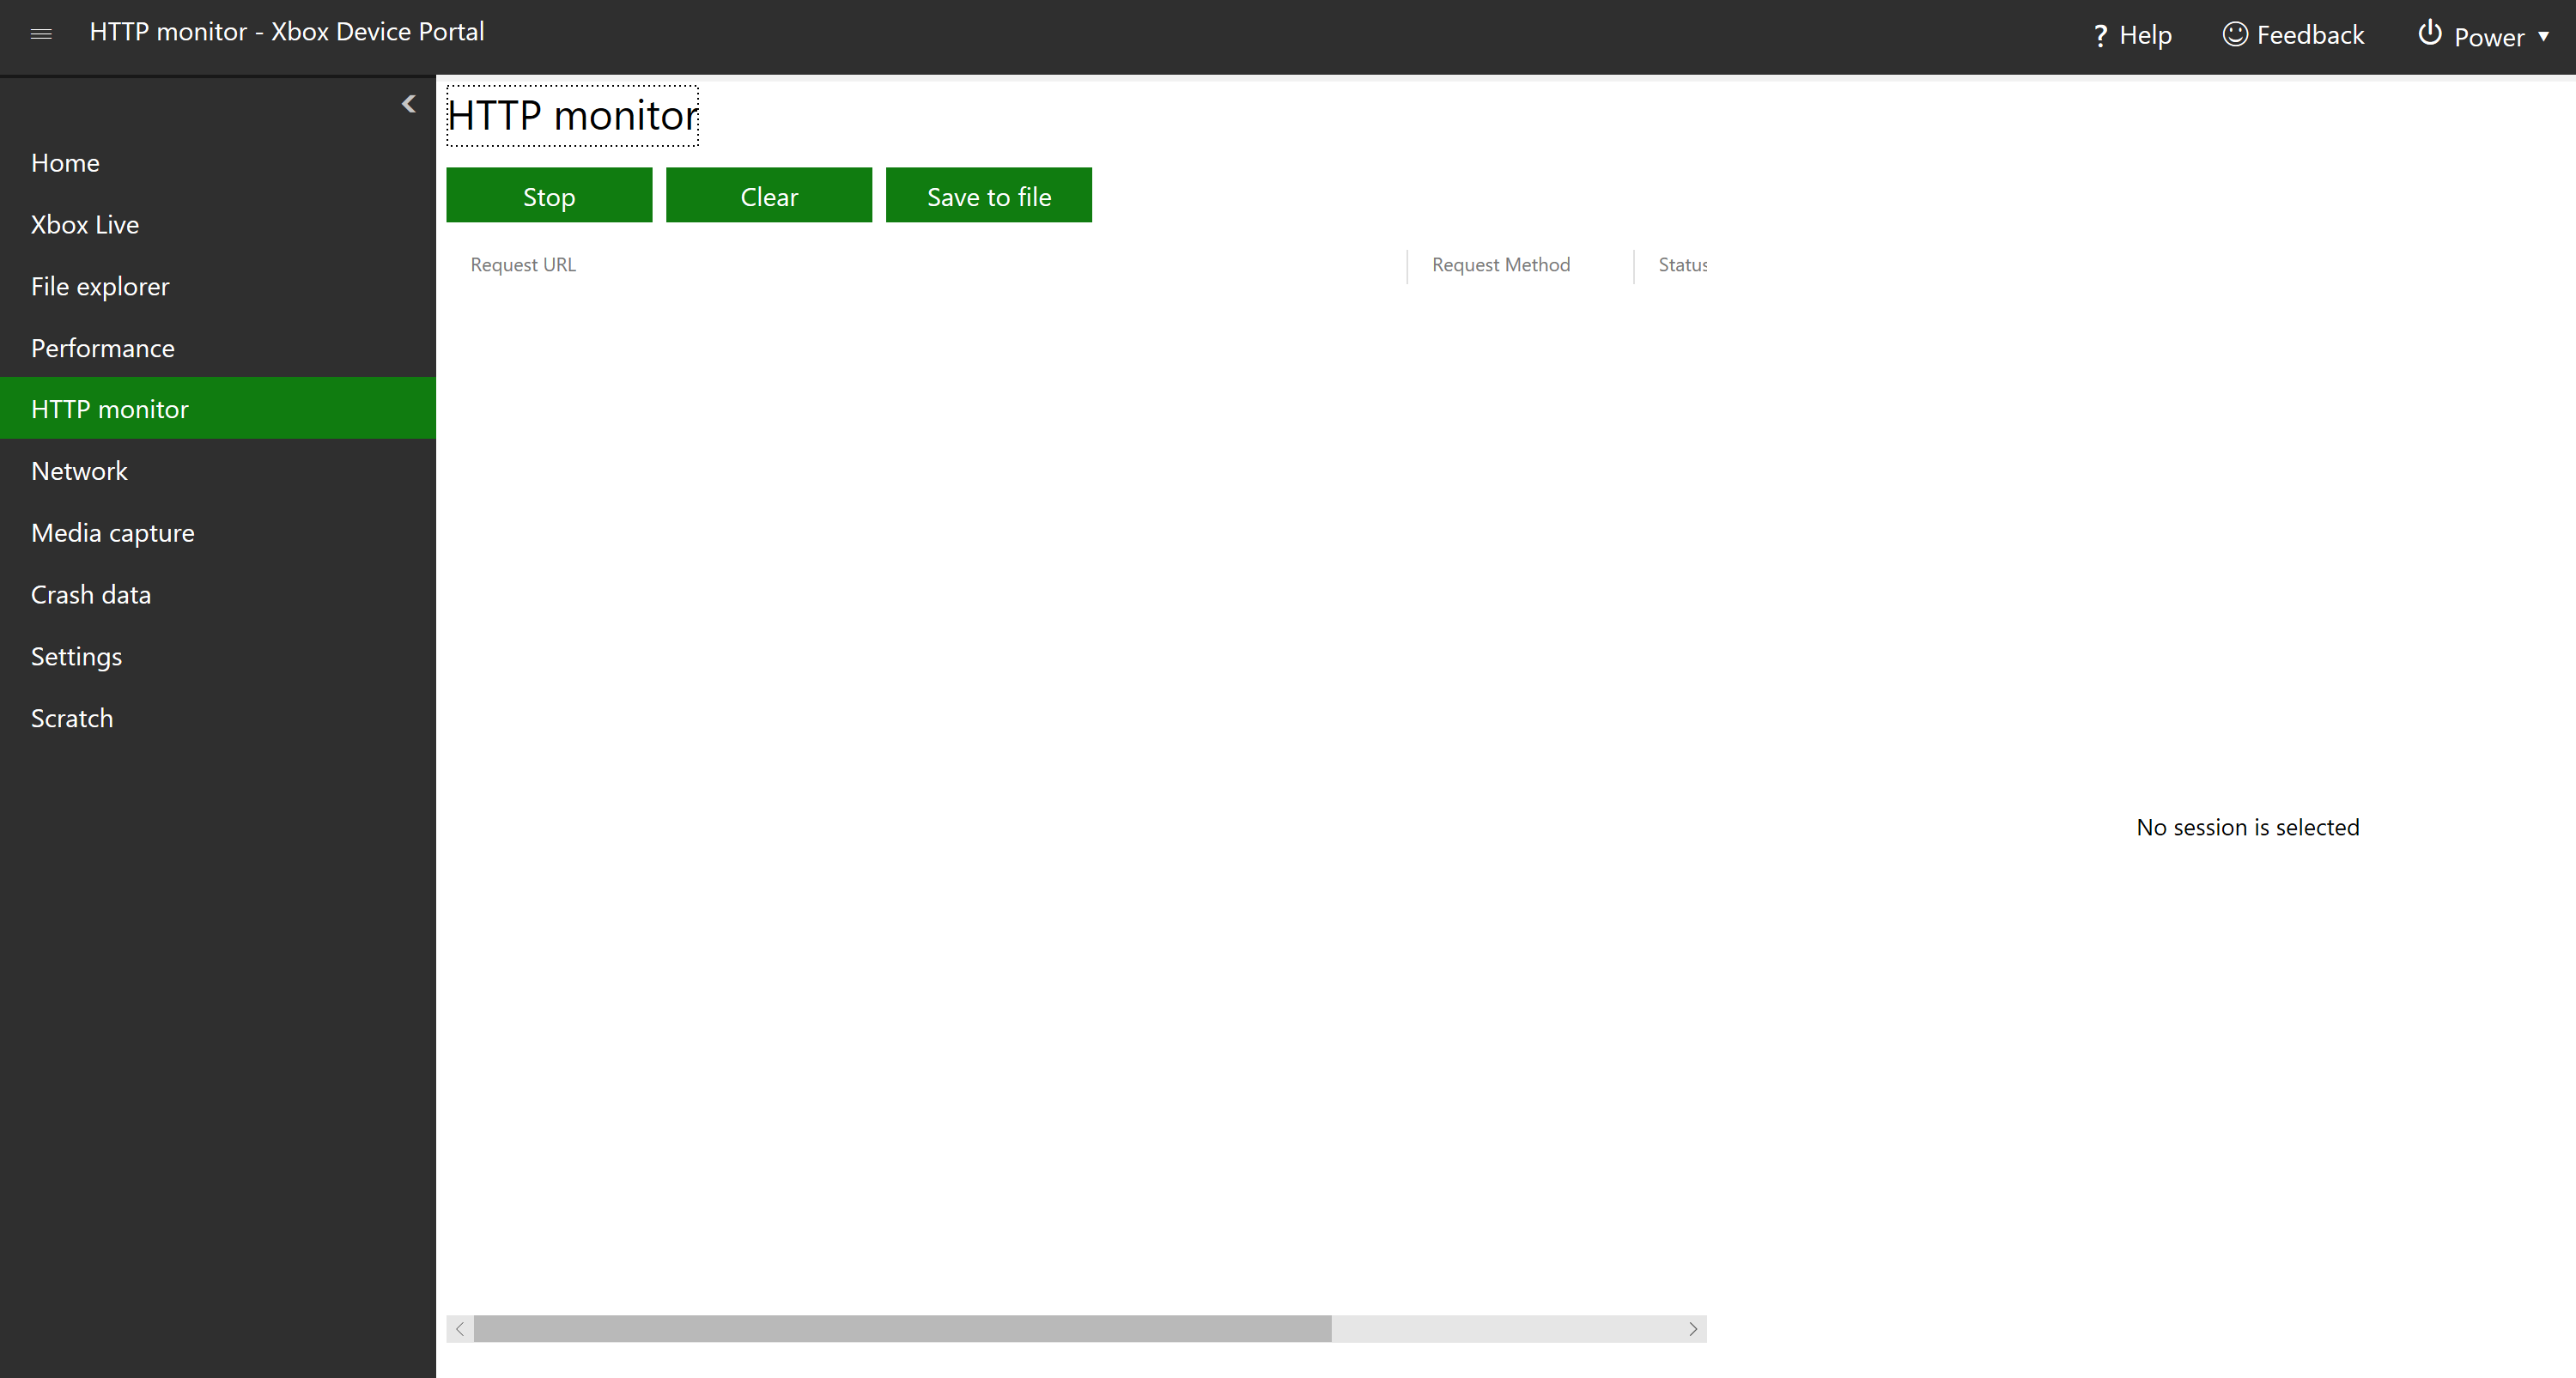 HTTP monitor - Xbox Device Portal
? Help
Feedback
Power
Home
Xbox Live
File explorer
Performance
HTTP monitor
Network
Media capture
Crash data
Settings
Scratch
HTTP monitor
Stop
Clear
Save to file
Request URL
Request Method
Status
No session is selected